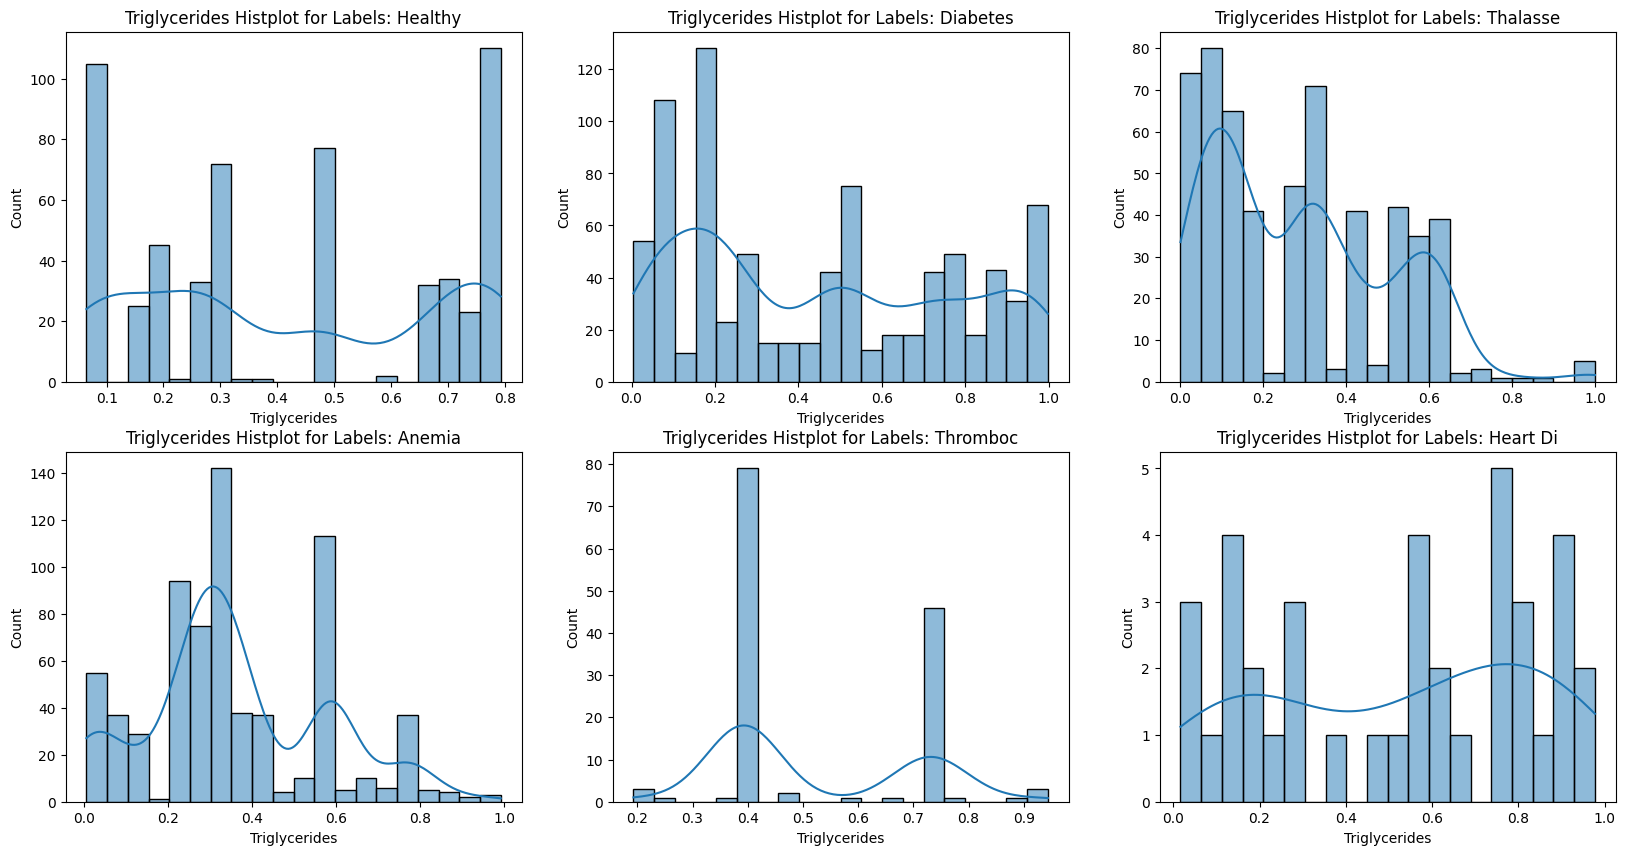 Triglycerides Histplot for Labels: Healthy
100
80
60
40
20
0
Count
0.1 0.2 0.3 0.4 0.5 0.6 0.7 0.8
Triglycerides
Triglycerides Histplot for Labels: Diabetes
120
100
80
60
40
20
0
Count
0.0 0.2 0.4 0.6 0.8 1.0
Triglycerides
Triglycerides Histplot for Labels: Thalasse
80
70
60
50
40
30
20
10
0
Count
0.0 0.2 0.4 0.6 0.8 1.0
Triglycerides
Triglycerides Histplot for Labels: Anemia
140
120
100
80
60
40
20
0
Count
0.0 0.2 0.4 0.6 0.8 1.0
Triglycerides
Triglycerides Histplot for Labels: Thromboc
80
70
60
50
40
30
20
10
0
Count
0.2 0.3 0.4 0.5 0.6 0.7 0.8 0.9
Triglycerides
Triglycerides Histplot for Labels: Heart Di
5
4
3
2
1
0
Count
0.0 0.2 0.4 0.6 0.8 1.0
Triglycerides